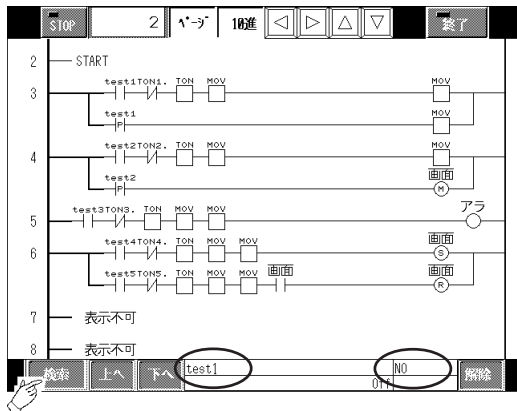 STOP 2 ページ 10進 終了
2 START
3 test1TON1. TON MOV MOV
test1 MOV
P
4 test2TON2. TON MOV MOV
test2 画面
P M
5 test3TON3. TON MOV MOV アラ
6 test4TON4. TON MOV MOV 画面
S
test5TON5. TON MOV MOV 画面 画面
R
7 表示不可
8 表示不可
検索 上へ 下へ test1 NO 解除
Off